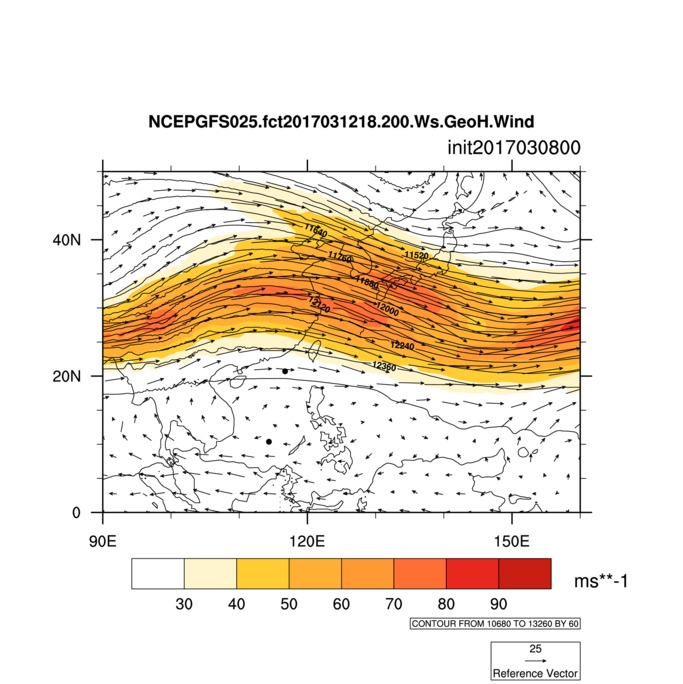 NCEPGFS025.fct2017031218.200.Ws.GeoH.Wind
init2017030800
40N
20N
0
11640
11760
11520
11880
12000
12120
12240
12360
90E 120E 150E
30 40 50 60 70 80 90
ms**-1
CONTOUR FROM 10680 TO 13260 BY 60
25
Reference Vector